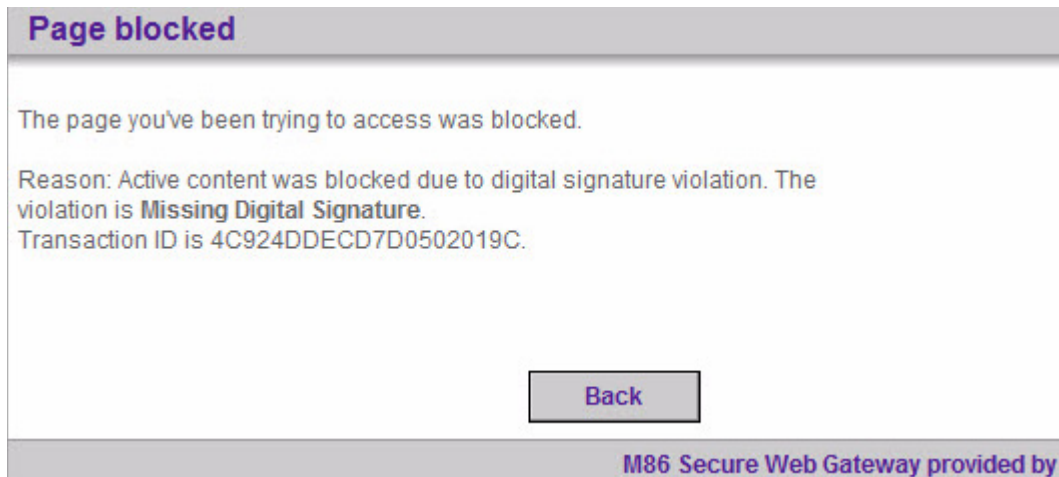 Page blocked
The page you've been trying to access was blocked.
Reason: Active content was blocked due to digital signature violation. The
violation is Missing Digital Signature.
Transaction ID is 4C924DDECD7D0502019C.
Back
M86 Secure Web Gateway provided by